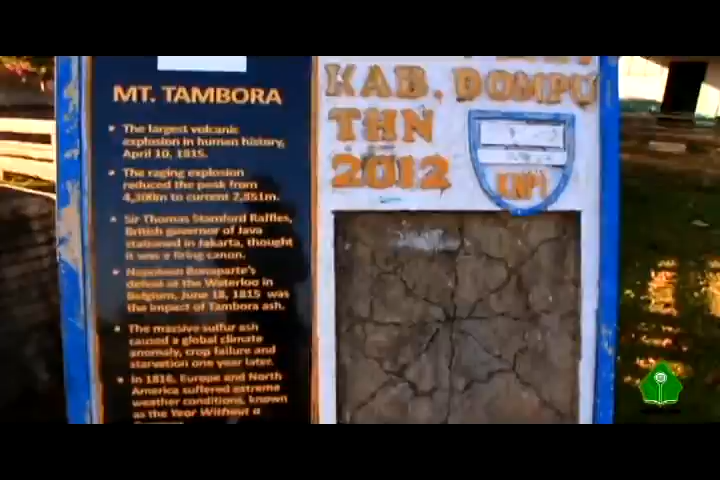 MT. TAMBORA
The largest volcanic
explosion in human history,
April 10, 1815.
The raging explosion
reduced the peak from
4,300m to current 2,851m.
Sir Thomas Stamford Raffles,
British governor of Java
stationed in Jakarta, thought
it was a firing canon.
Napoleon Bonaparte's
defeat at the Waterloo in
Belgium, June 18, 1815 was
the impact of Tambora ash.
The massive sulfur ash
caused a global climate
anomaly, crop failure and
starvation one year later.
In 1816, Europe and North
America suffered extreme
weather conditions, known
as the Year Without a
KAB. DOMPU
THN
2012
KNPI